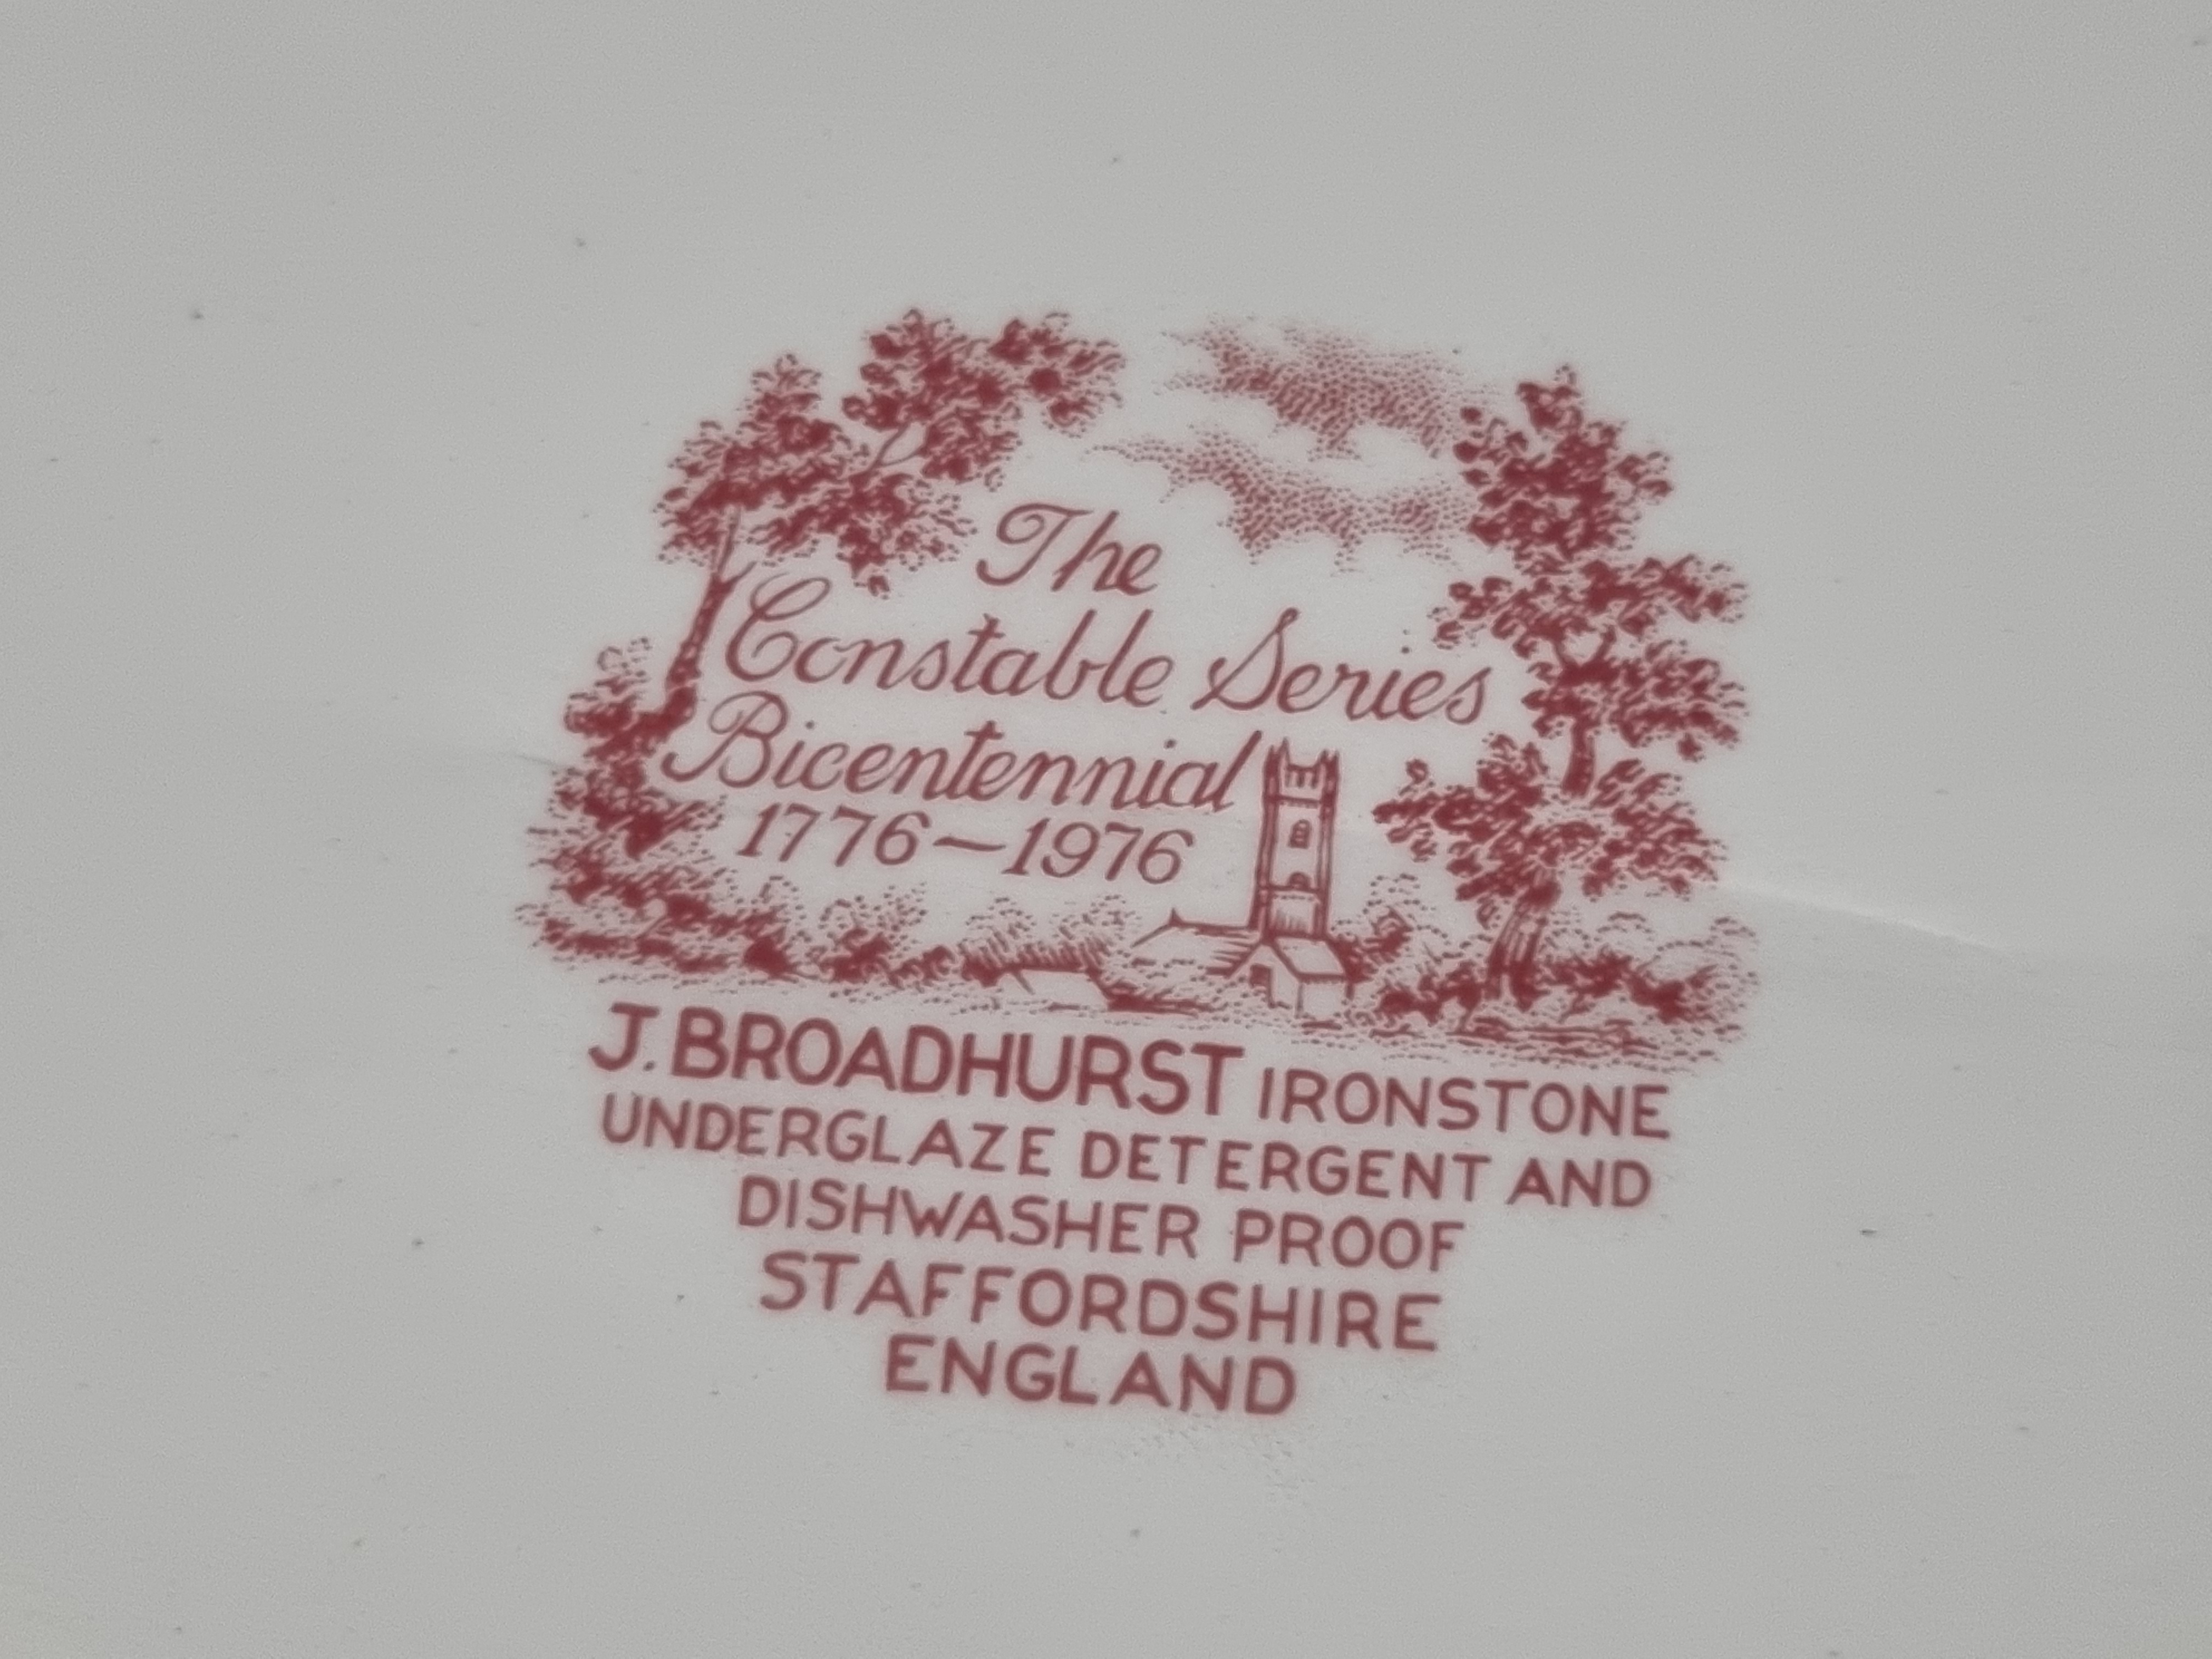 The
Constable Series
Bicentennial
1776–1976
J. BROADHURST IRONSTONE
UNDERGLAZE DETERGENT AND
DISHWASHER PROOF
STAFFORDSHIRE
ENGLAND